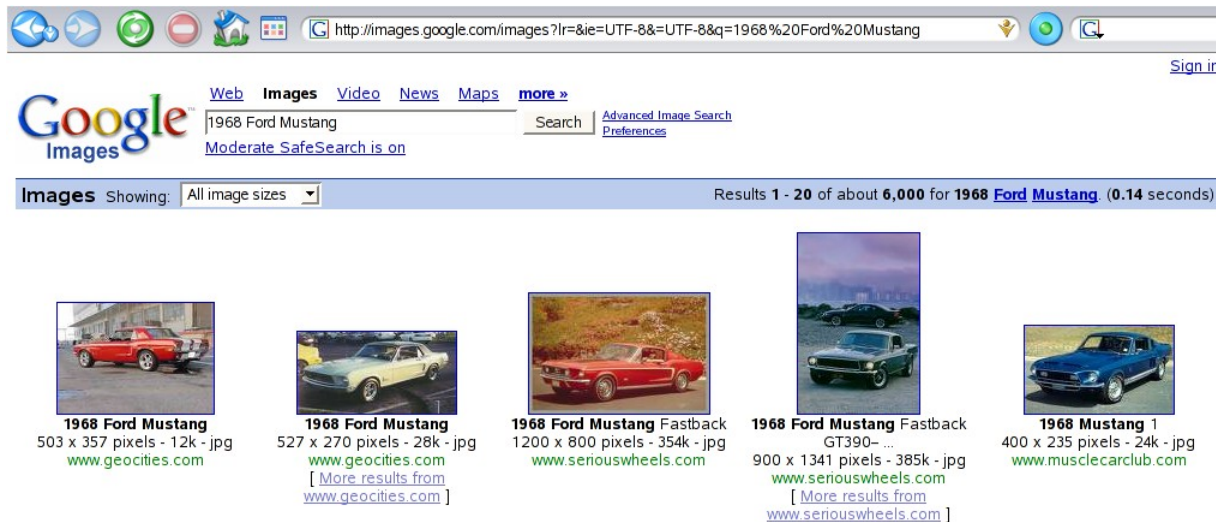 http://images.google.com/images?lr=&ie=UTF-8&=UTF-8&q=1968%20Ford%20Mustang
Sign in
Google
Images
Web Images Video News Maps more »
1968 Ford Mustang Search Advanced Image Search
Preferences
Moderate SafeSearch is on
Images Showing: All image sizes Results 1 - 20 of about 6,000 for 1968 Ford Mustang. (0.14 seconds)
1968 Ford Mustang
503 x 357 pixels - 12k - jpg
www.geocities.com
1968 Ford Mustang
527 x 270 pixels - 28k - jpg
www.geocities.com
[ More results from
www.geocities.com ]
1968 Ford Mustang Fastback
1200 x 800 pixels - 354k - jpg
www.seriouswheels.com
1968 Ford Mustang Fastback
GT390– ...
900 x 1341 pixels - 385k - jpg
www.seriouswheels.com
[ More results from
www.seriouswheels.com ]
1968 Mustang 1
400 x 235 pixels - 24k - jpg
www.musclecarclub.com